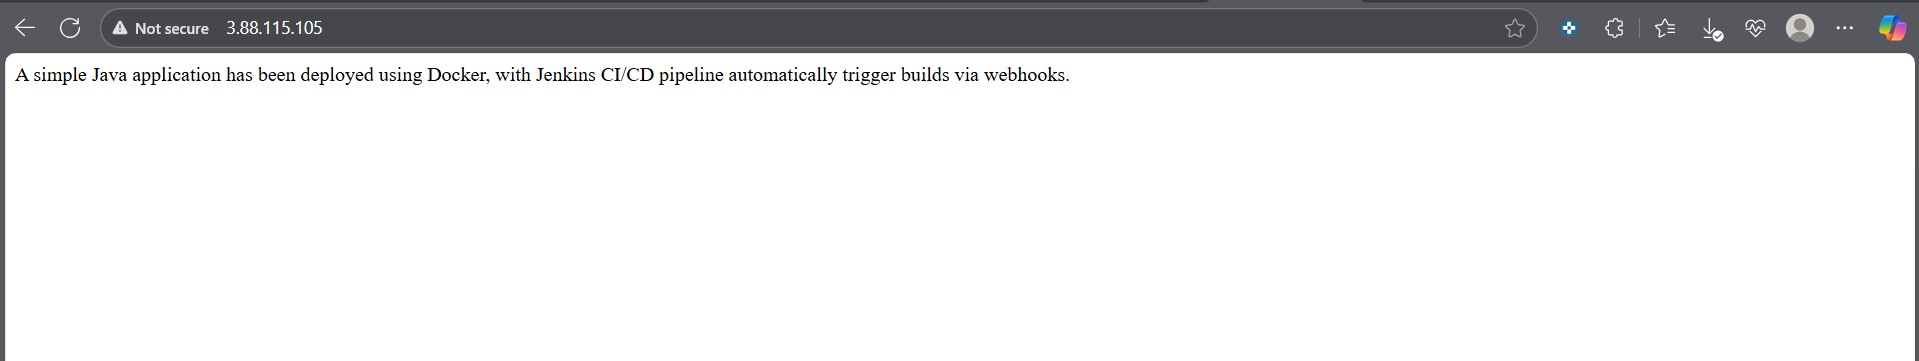 Not secure 3.88.115.105
A simple Java application has been deployed using Docker, with Jenkins CI/CD pipeline automatically trigger builds via webhooks.